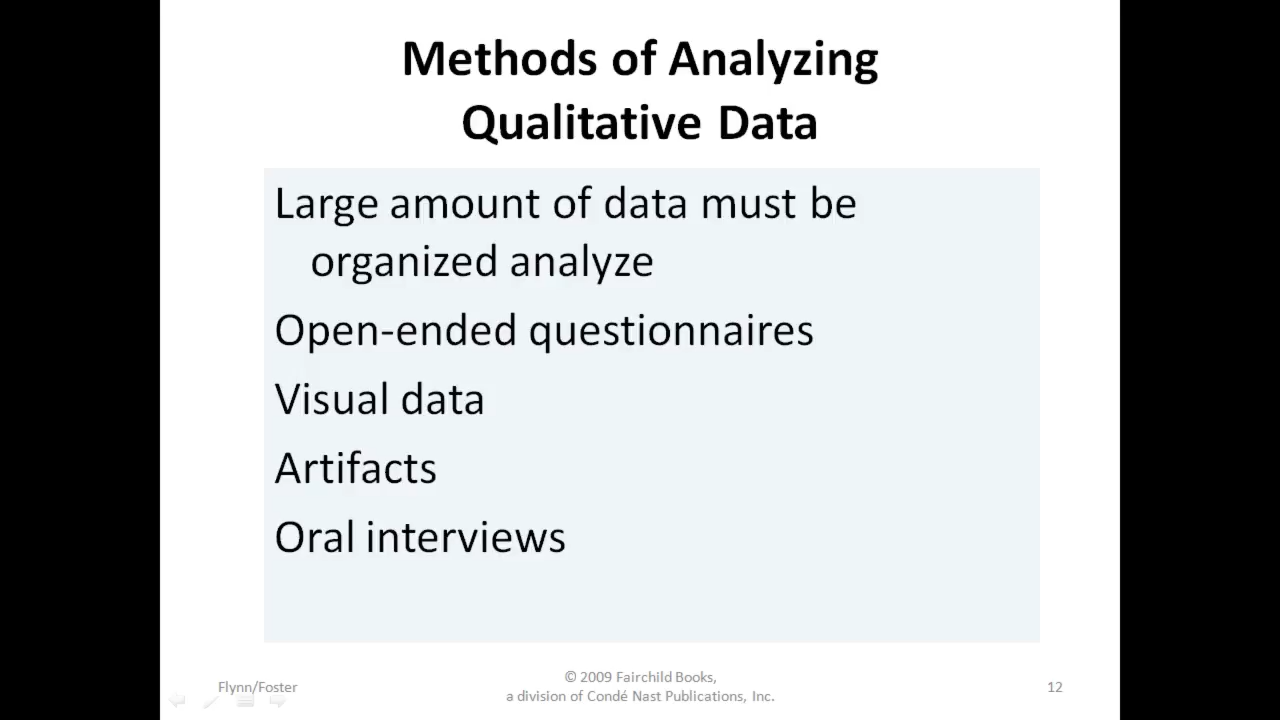 Methods of Analyzing
Qualitative Data
Large amount of data must be
organized analyze
Open-ended questionnaires
Visual data
Artifacts
Oral interviews
Flynn/Foster
© 2009 Fairchild Books,
a division of Condé Nast Publications, Inc.
12